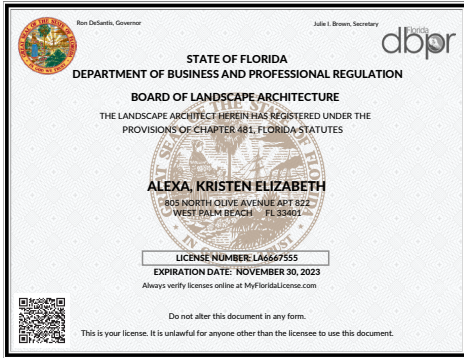 Ron DeSantis, Governor
Julie I. Brown, Secretary
Florida
dbpr
STATE OF FLORIDA
DEPARTMENT OF BUSINESS AND PROFESSIONAL REGULATION
BOARD OF LANDSCAPE ARCHITECTURE
THE LANDSCAPE ARCHITECT HEREIN HAS REGISTERED UNDER THE
PROVISIONS OF CHAPTER 481, FLORIDA STATUTES
ALEXA, KRISTEN ELIZABETH
805 NORTH OLIVE AVENUE APT 822
WEST PALM BEACH FL 33401
LICENSE NUMBER: LA6667555
EXPIRATION DATE: NOVEMBER 30, 2023
Always verify licenses online at MyFloridaLicense.com
Do not alter this document in any form.
This is your license. It is unlawful for anyone other than the licensee to use this document.